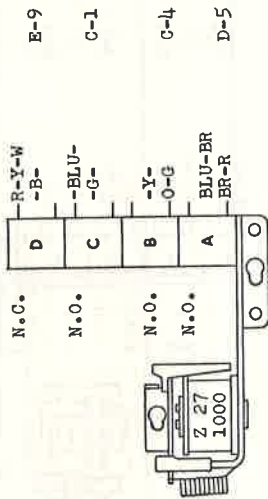 N.C. D R-Y-W E-9
-B-
N.O. C -BLU- C-1
-G-
N.O. B -Y- C-4
O-G
N.O. A BLU-BR D-5
BR-R
Z 27
1000